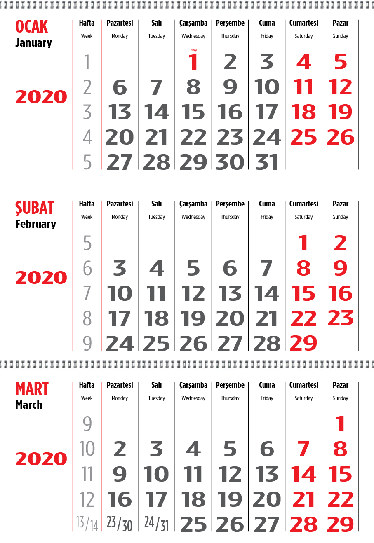 OCAK Hafta Pazartesi Salı Çarşamba Perşembe Cuma Cumartesi Pazar
January Week Monday Tuesday Wednesday Thursday Friday Saturday Sunday
1 1 2 3 4 5
2020 2 6 7 8 9 10 11 12
3 13 14 15 16 17 18 19
4 20 21 22 23 24 25 26
5 27 28 29 30 31
ŞUBAT Hafta Pazartesi Salı Çarşamba Perşembe Cuma Cumartesi Pazar
February Week Monday Tuesday Wednesday Thursday Friday Saturday Sunday
5 1 2
2020 6 3 4 5 6 7 8 9
7 10 11 12 13 14 15 16
8 17 18 19 20 21 22 23
9 24 25 26 27 28 29
MART Hafta Pazartesi Salı Çarşamba Perşembe Cuma Cumartesi Pazar
March Week Monday Tuesday Wednesday Thursday Friday Saturday Sunday
9 1
2020 10 2 3 4 5 6 7 8
11 9 10 11 12 13 14 15
12 16 17 18 19 20 21 22
13/14 23/30 24/31 25 26 27 28 29